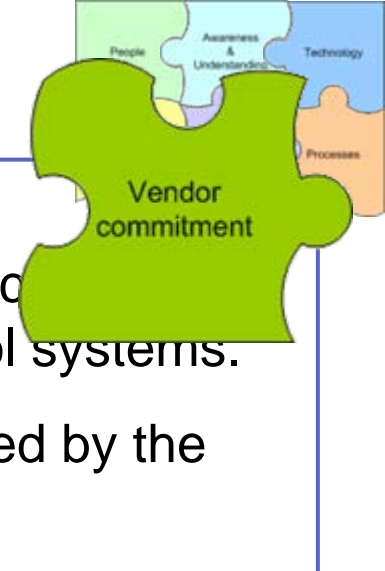 Awareness
&
Understanding
People
Technology
Processes
Vendor
commitment
systems.
ed by the